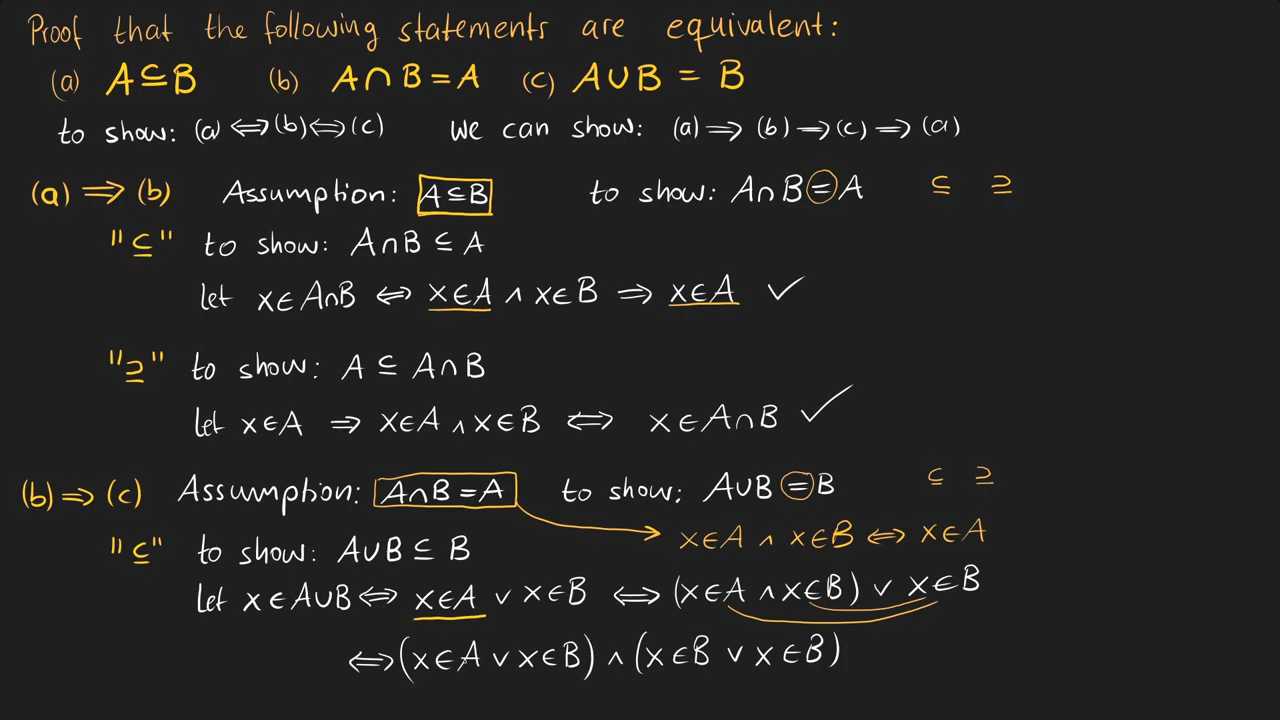 Proof that the following statements are equivalent:
(a) A⊆B (b) A∩B=A (c) A∪B = B
to show: (a)⟺(b)⟺(c) We can show: (a)⟹(b)⟹(c)⟹(a)
(a)⟹(b) Assumption: A⊆B to show: A∩B=A ⊆ ⊇
"⊆" to show: A∩B ⊆ A
let x∈A∩B ⟺ x∈A ∧ x∈B ⟹ x∈A ✓
"⊇" to show: A ⊆ A∩B
let x∈A ⟹ x∈A ∧ x∈B ⟺ x∈A∩B ✓
(b)⟹(c) Assumption: A∩B=A to show: A∪B=B ⊆ ⊇
x∈A ∧ x∈B ⟺ x∈A
"⊆" to show: A∪B ⊆ B
let x∈A∪B ⟺ x∈A ∨ x∈B ⟺ (x∈A ∧ x∈B) ∨ x∈B
⟺ (x∈A ∨ x∈B) ∧ (x∈B ∨ x∈B)